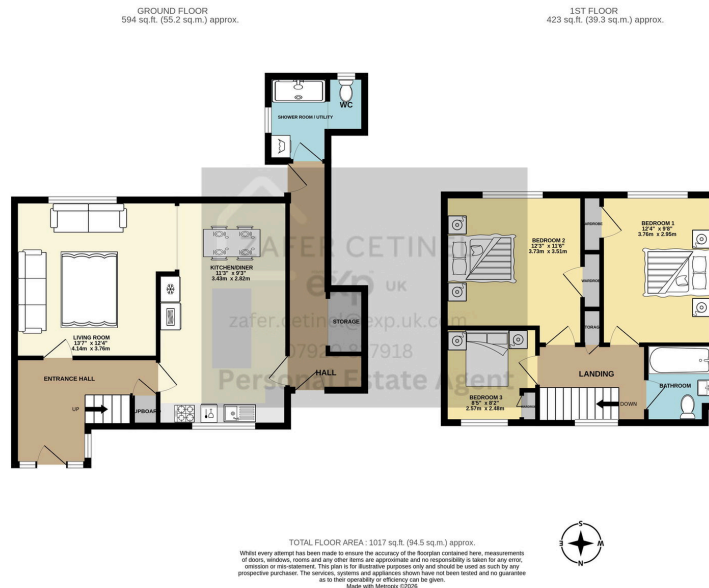 GROUND FLOOR
594 sq.ft. (55.2 sq.m.) approx.
1ST FLOOR
423 sq.ft. (39.3 sq.m.) approx.
WC
SHOWER ROOM / UTILITY
KITCHEN/DINER
11'3" x 9'3"
3.43m x 2.82m
LIVING ROOM
13'7" x 12'4"
4.14m x 3.76m
STORAGE
HALL
ENTRANCE HALL
UP
CUPBOARD
ZAFER CETIN
exp UK
07920 837918
Personal Estate Agent
BEDROOM 2
12'3" x 11'6"
3.73m x 3.51m
WARDROBE
WARDROBE
STORAGE
BEDROOM 1
12'4" x 9'8"
3.76m x 2.95m
BEDROOM 3
8'5" x 8'2"
2.57m x 2.48m
LANDING
DOWN
BATHROOM
S
E W
N
TOTAL FLOOR AREA : 1017 sq.ft. (94.5 sq.m.) approx.
Whilst every attempt has been made to ensure the accuracy of the floorplan contained here, measurements
of doors, windows, rooms and any other items are approximate and no responsibility is taken for any error,
omission or mis-statement. This plan is for illustrative purposes only and should be used as such by any
prospective purchaser. The services, systems and appliances shown have not been tested and no guarantee
as to their operability or efficiency can be given.
Made with Metropix ©2026